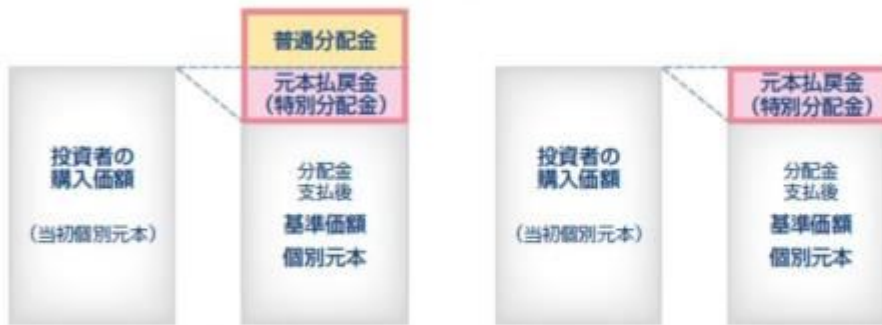 普通分配金
元本払戻金
(特別分配金)
投資者の
購入価額
(当初個別元本)
分配金
支払後
基準価額
個別元本
元本払戻金
(特別分配金)
投資者の
購入価額
(当初個別元本)
分配金
支払後
基準価額
個別元本